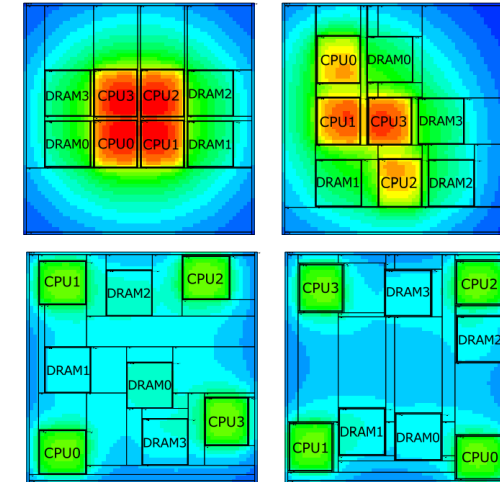 DRAM3 CPU3 CPU2 DRAM2
DRAM0 CPU0 CPU1 DRAM1
CPU0 DRAM0
CPU1 CPU3 DRAM3
DRAM1 CPU2 DRAM2
CPU1 DRAM2 CPU2
DRAM1 DRAM0
CPU0 DRAM3 CPU3
CPU3 DRAM3 CPU2
DRAM2
CPU1 DRAM1 DRAM0 CPU0